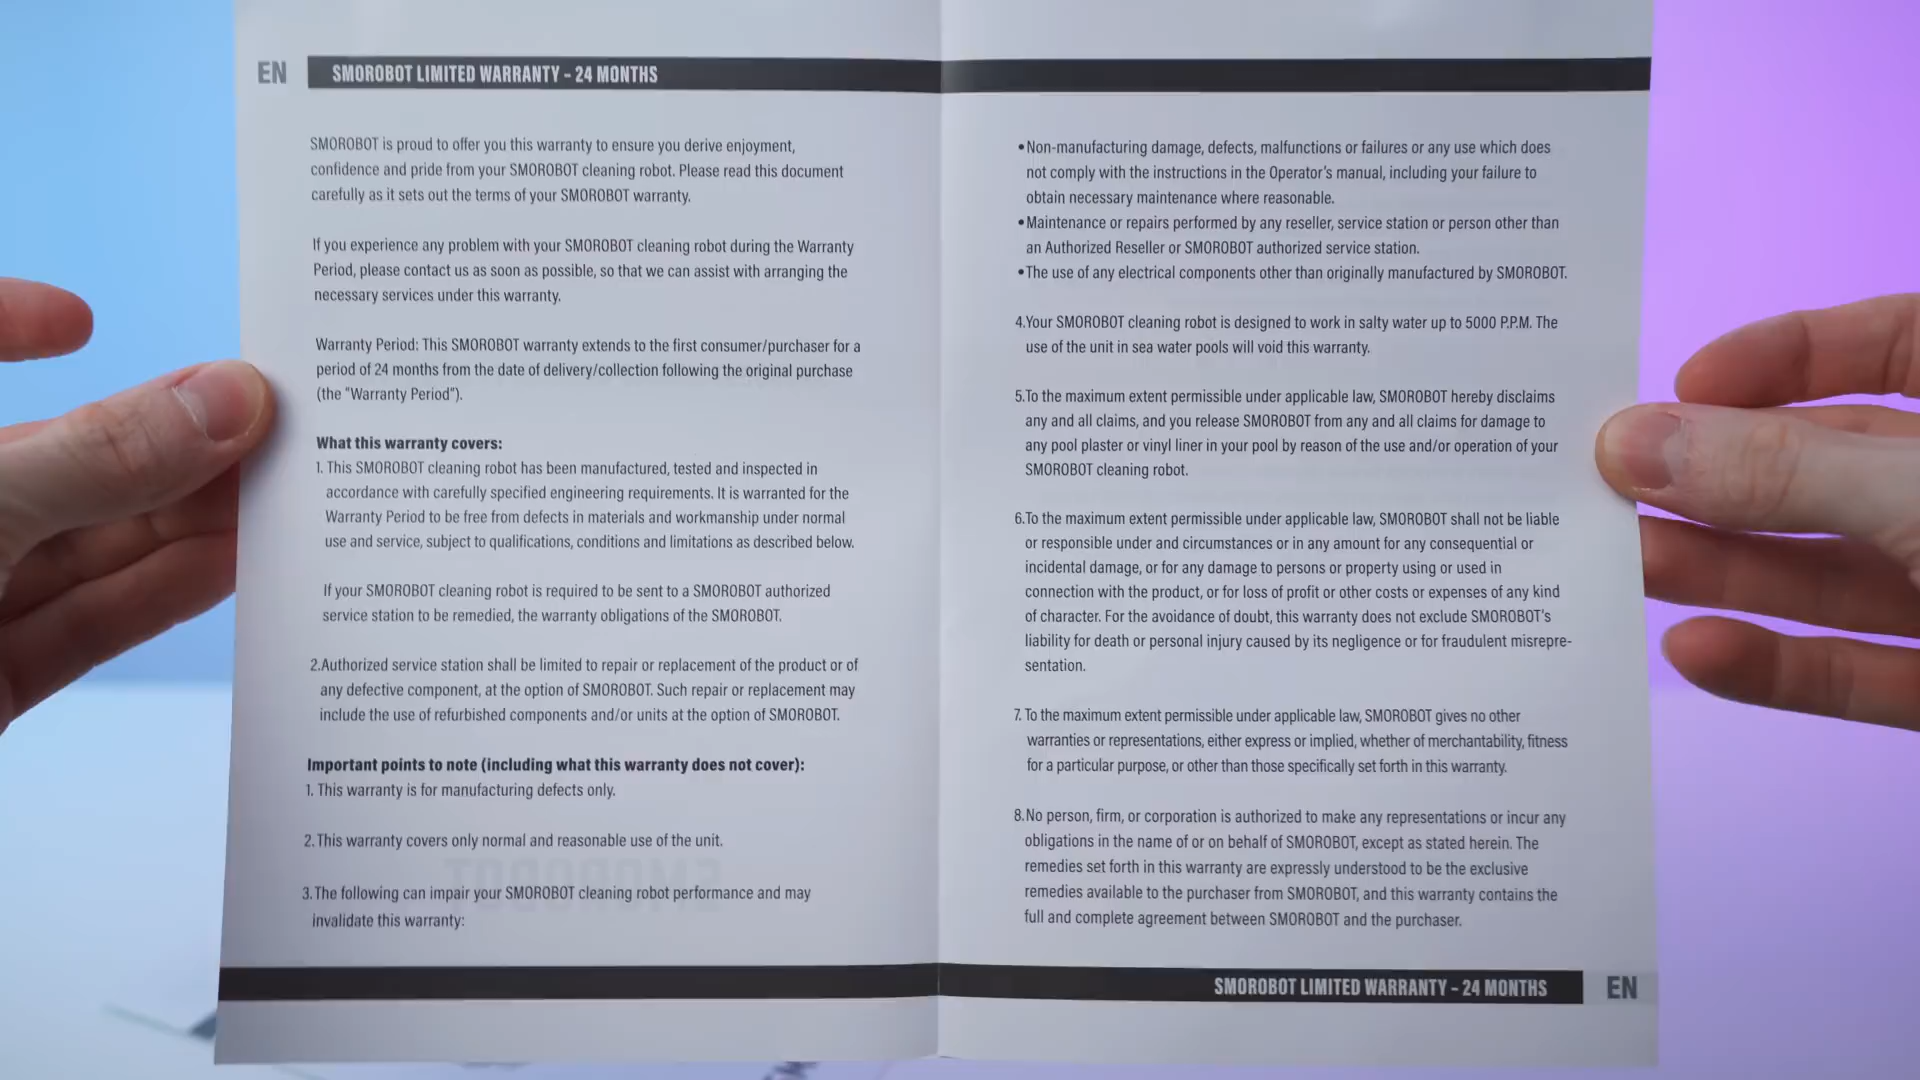 EN SMOROBOT LIMITED WARRANTY – 24 MONTHS
SMOROBOT is proud to offer you this warranty to ensure you derive enjoyment,
confidence and pride from your SMOROBOT cleaning robot. Please read this document
carefully as it sets out the terms of your SMOROBOT warranty.
If you experience any problem with your SMOROBOT cleaning robot during the Warranty
Period, please contact us as soon as possible, so that we can assist with arranging the
necessary services under this warranty.
Warranty Period: This SMOROBOT warranty extends to the first consumer/purchaser for a
period of 24 months from the date of delivery/collection following the original purchase
(the "Warranty Period").
What this warranty covers:
1. This SMOROBOT cleaning robot has been manufactured, tested and inspected in
accordance with carefully specified engineering requirements. It is warranted for the
Warranty Period to be free from defects in materials and workmanship under normal
use and service, subject to qualifications, conditions and limitations as described below.
If your SMOROBOT cleaning robot is required to be sent to a SMOROBOT authorized
service station to be remedied, the warranty obligations of the SMOROBOT.
2.Authorized service station shall be limited to repair or replacement of the product or of
any defective component, at the option of SMOROBOT. Such repair or replacement may
include the use of refurbished components and/or units at the option of SMOROBOT.
Important points to note (including what this warranty does not cover):
1. This warranty is for manufacturing defects only.
2. This warranty covers only normal and reasonable use of the unit.
3.The following can impair your SMOROBOT cleaning robot performance and may
invalidate this warranty:
•Non-manufacturing damage, defects, malfunctions or failures or any use which does
not comply with the instructions in the Operator's manual, including your failure to
obtain necessary maintenance where reasonable.
•Maintenance or repairs performed by any reseller, service station or person other than
an Authorized Reseller or SMOROBOT authorized service station.
•The use of any electrical components other than originally manufactured by SMOROBOT.
4.Your SMOROBOT cleaning robot is designed to work in salty water up to 5000 P.P.M. The
use of the unit in sea water pools will void this warranty.
5.To the maximum extent permissible under applicable law, SMOROBOT hereby disclaims
any and all claims, and you release SMOROBOT from any and all claims for damage to
any pool plaster or vinyl liner in your pool by reason of the use and/or operation of your
SMOROBOT cleaning robot.
6.To the maximum extent permissible under applicable law, SMOROBOT shall not be liable
or responsible under and circumstances or in any amount for any consequential or
incidental damage, or for any damage to persons or property using or used in
connection with the product, or for loss of profit or other costs or expenses of any kind
of character. For the avoidance of doubt, this warranty does not exclude SMOROBOT's
liability for death or personal injury caused by its negligence or for fraudulent misrepre-
sentation.
7. To the maximum extent permissible under applicable law, SMOROBOT gives no other
warranties or representations, either express or implied, whether of merchantability, fitness
for a particular purpose, or other than those specifically set forth in this warranty.
8.No person, firm, or corporation is authorized to make any representations or incur any
obligations in the name of or on behalf of SMOROBOT, except as stated herein. The
remedies set forth in this warranty are expressly understood to be the exclusive
remedies available to the purchaser from SMOROBOT, and this warranty contains the
full and complete agreement between SMOROBOT and the purchaser.
SMOROBOT LIMITED WARRANTY – 24 MONTHS EN